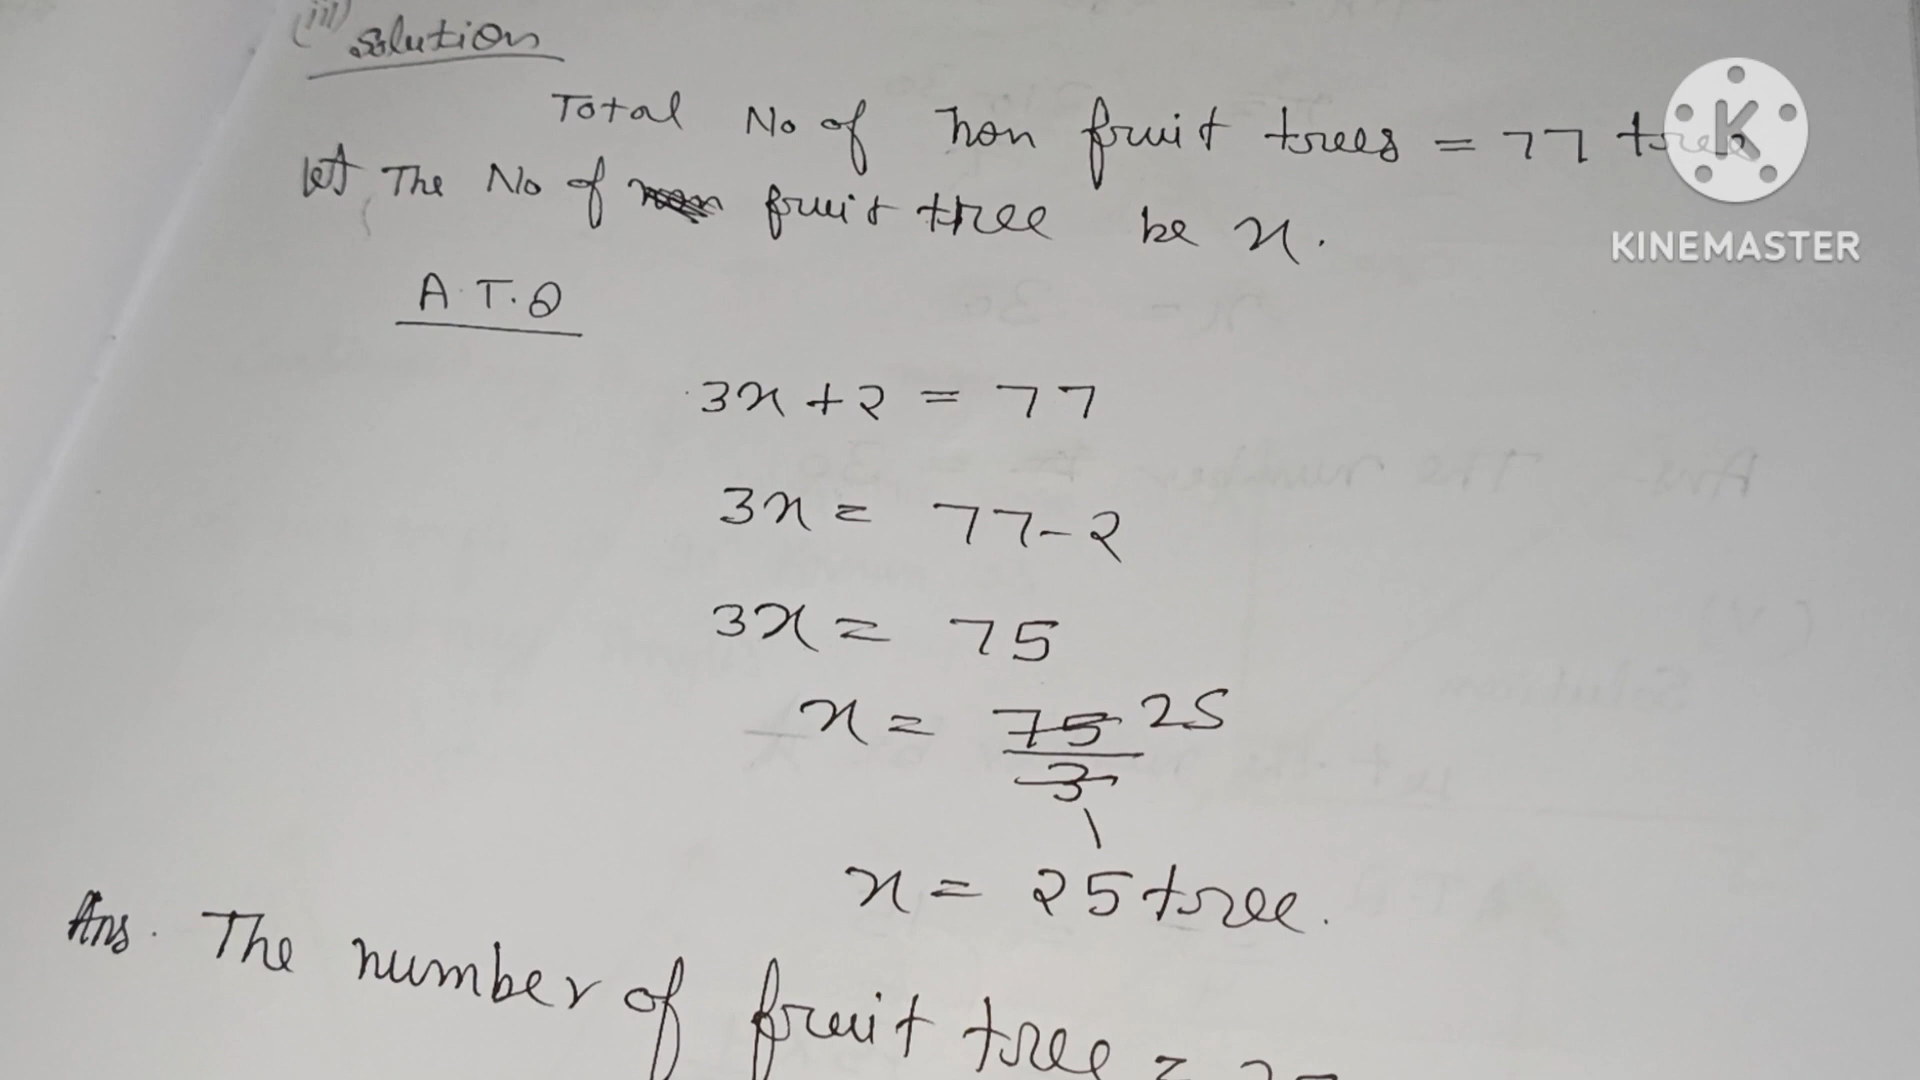 (iii) Solution
Total No of non fruit trees = 77
let The No of fruit tree be x.
A.T.Q
3x + 2 = 77
3x = 77 - 2
3x = 75
x = 75 25
3
1
x = 25 tree.
Ans. The number of fruit tree =
K
KINEMASTER